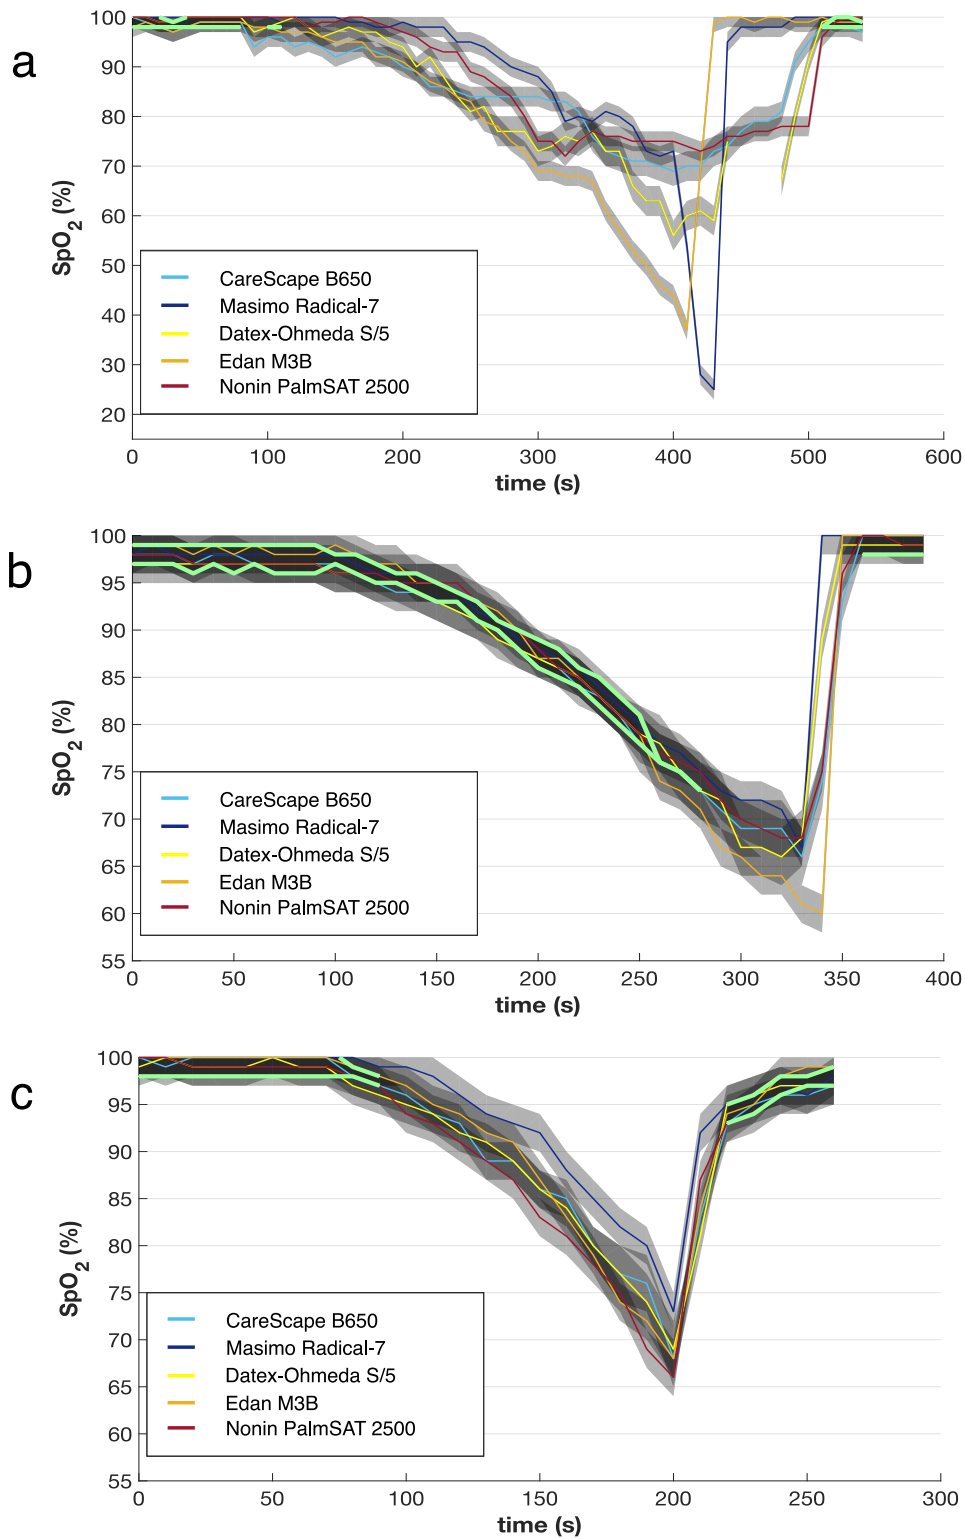 a
100
90
80
70
60
50
40
30
20
SpO2 (%)
CareScape B650
Masimo Radical-7
Datex-Ohmeda S/5
Edan M3B
Nonin PalmSAT 2500
0 100 200 300 400 500 600
time (s)
b
100
95
90
85
80
75
70
65
60
55
SpO2 (%)
CareScape B650
Masimo Radical-7
Datex-Ohmeda S/5
Edan M3B
Nonin PalmSAT 2500
0 50 100 150 200 250 300 350 400
time (s)
c
100
95
90
85
80
75
70
65
60
55
SpO2 (%)
CareScape B650
Masimo Radical-7
Datex-Ohmeda S/5
Edan M3B
Nonin PalmSAT 2500
0 50 100 150 200 250 300
time (s)